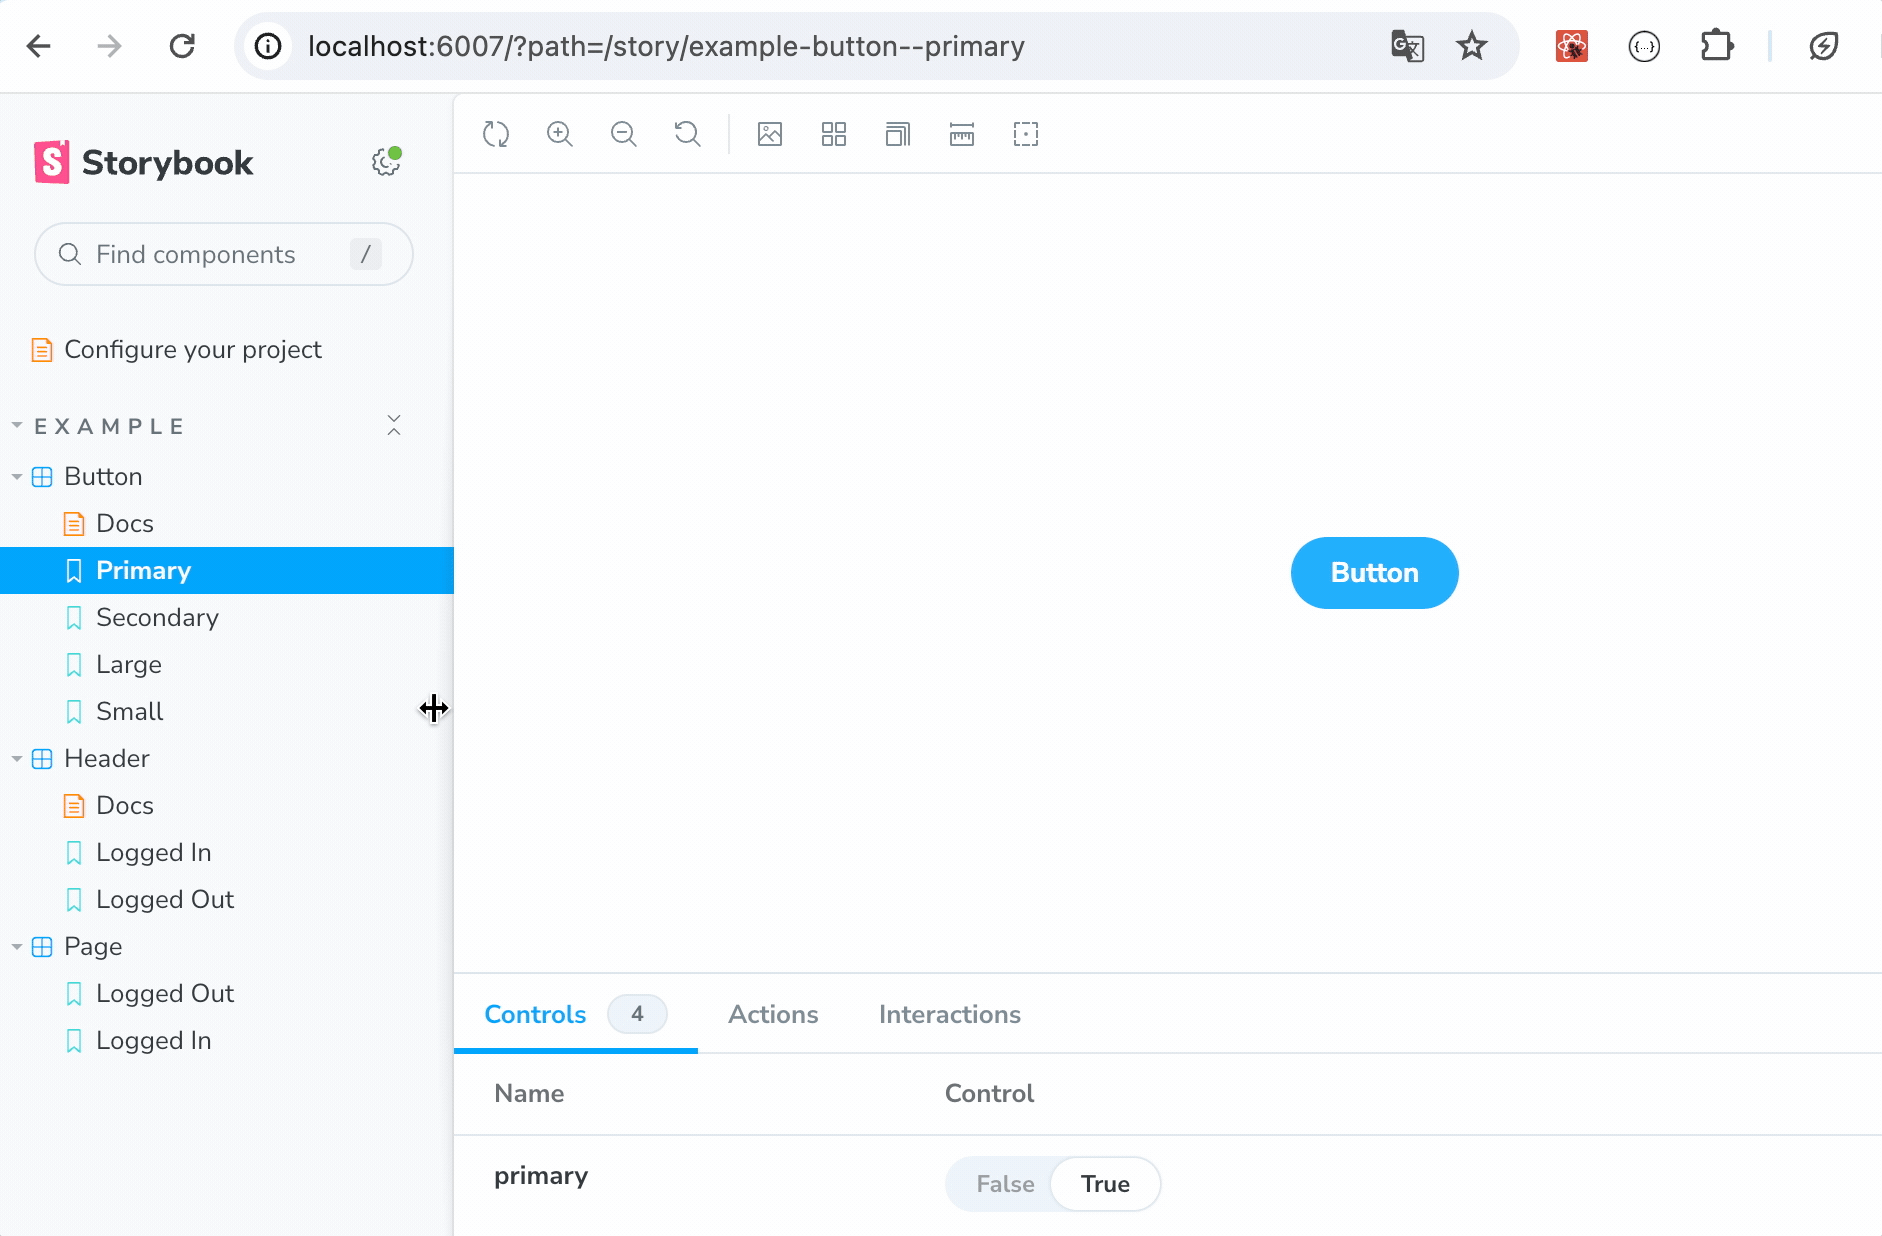 localhost:6007/?path=/story/example-button--primary
Storybook
Find components /
Configure your project
EXAMPLE
Button
Docs
Primary
Secondary
Large
Small
Header
Docs
Logged In
Logged Out
Page
Logged Out
Logged In
Button
Controls 4 Actions Interactions
Name Control
primary False True